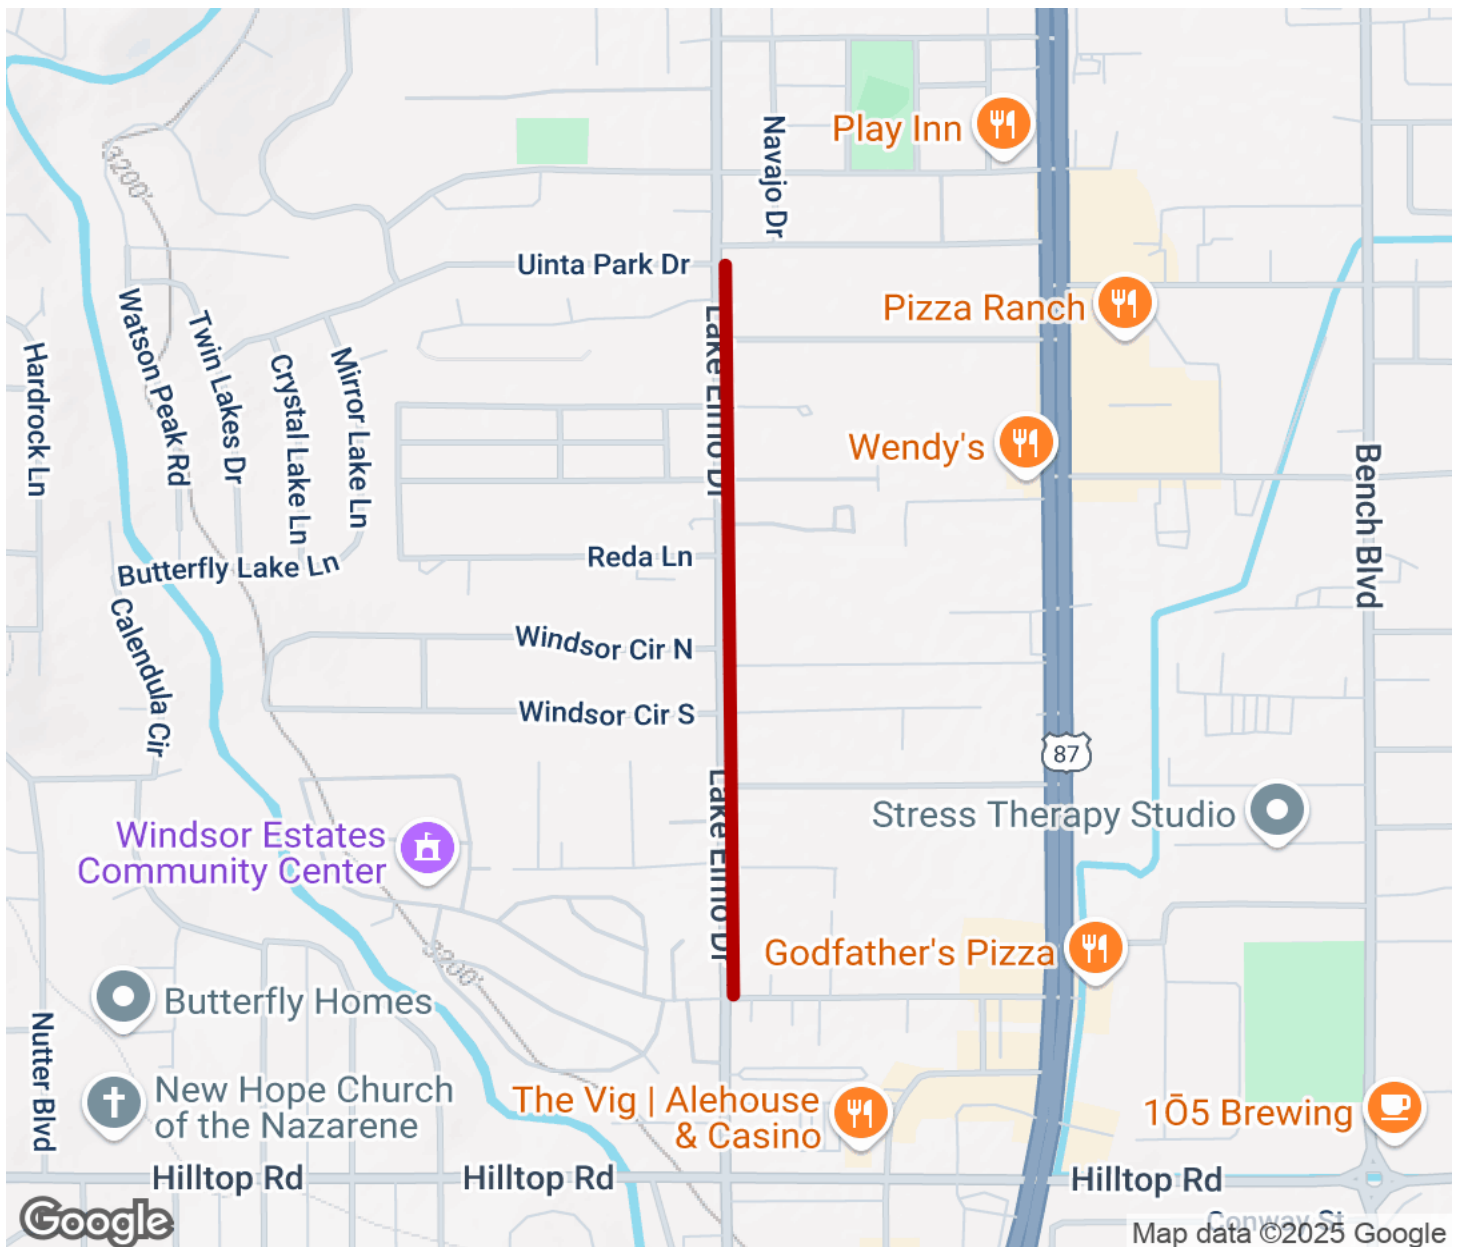 Play Inn
Navajo Dr
3200'
Uinta Park Dr
Pizza Ranch
Lake Elmo Dr
Hardrock Ln
Watson Peak Rd
Twin Lakes Dr
Crystal Lake Ln
Mirror Lake Ln
Wendy's
Bench Blvd
Reda Ln
Butterfly Lake Ln
Calendula Cir
Windsor Cir N
Windsor Cir S
87
Lake Elmo Dr
Stress Therapy Studio
Windsor Estates
Community Center
Godfather's Pizza
3200'
Butterfly Homes
Nutter Blvd
New Hope Church
of the Nazarene
The Vig | Alehouse
& Casino
1Ō5 Brewing
Hilltop Rd
Hilltop Rd
Hilltop Rd
Conway St
Google
Map data ©2025 Google